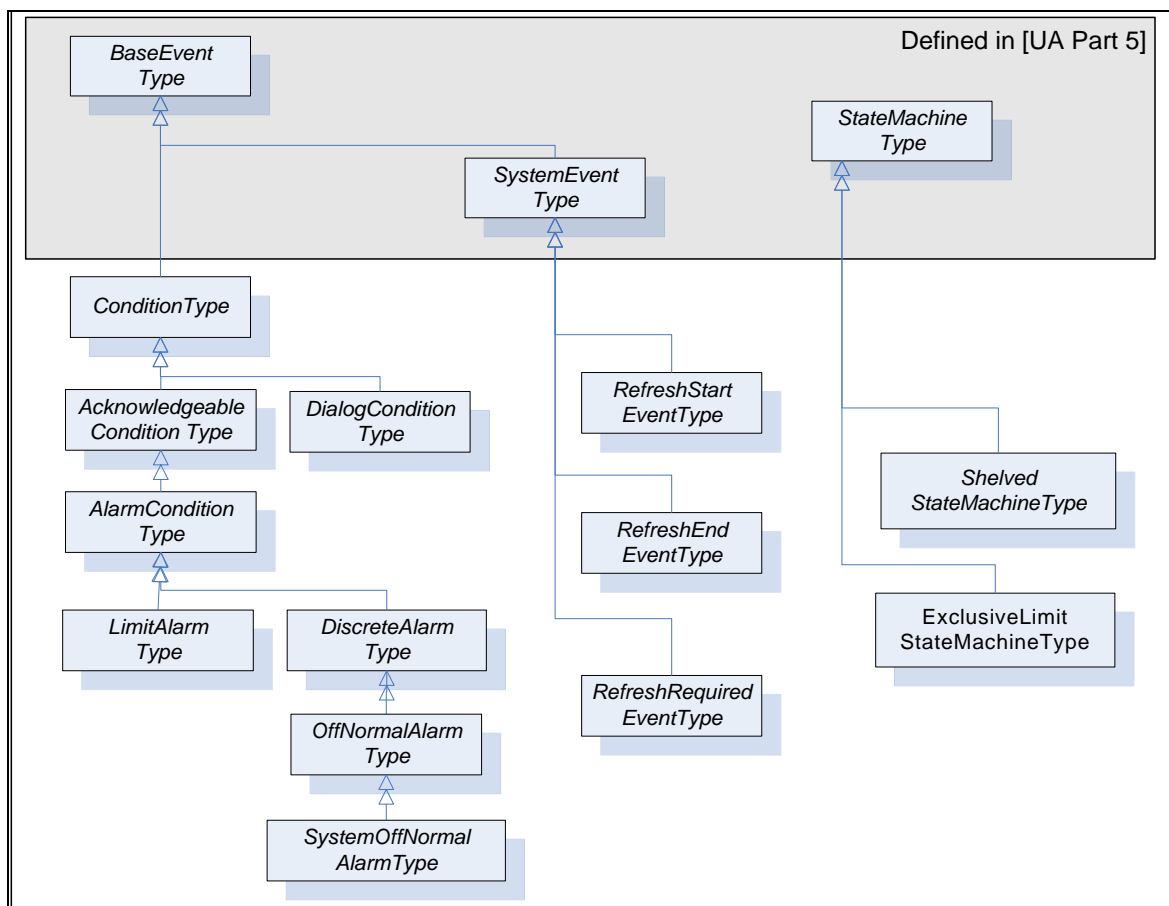 Defined in [UA Part 5]
BaseEvent
Type
StateMachine
Type
SystemEvent
Type
ConditionType
Acknowledgeable
Condition Type
DialogCondition
Type
RefreshStart
EventType
Shelved
StateMachineType
AlarmCondition
Type
RefreshEnd
EventType
ExclusiveLimit
StateMachineType
LimitAlarm
Type
DiscreteAlarm
Type
RefreshRequired
EventType
OffNormalAlarm
Type
SystemOffNormal
AlarmType